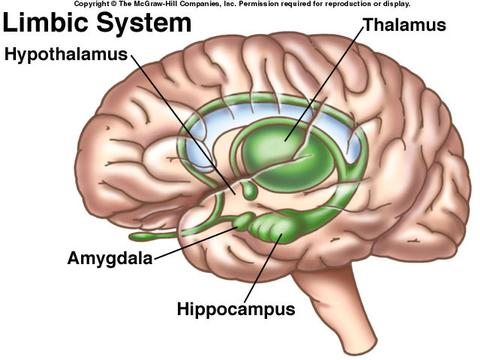 Copyright © The McGraw-Hill Companies, Inc. Permission required for reproduction or display.
Limbic System
Thalamus
Hypothalamus
Amygdala
Hippocampus